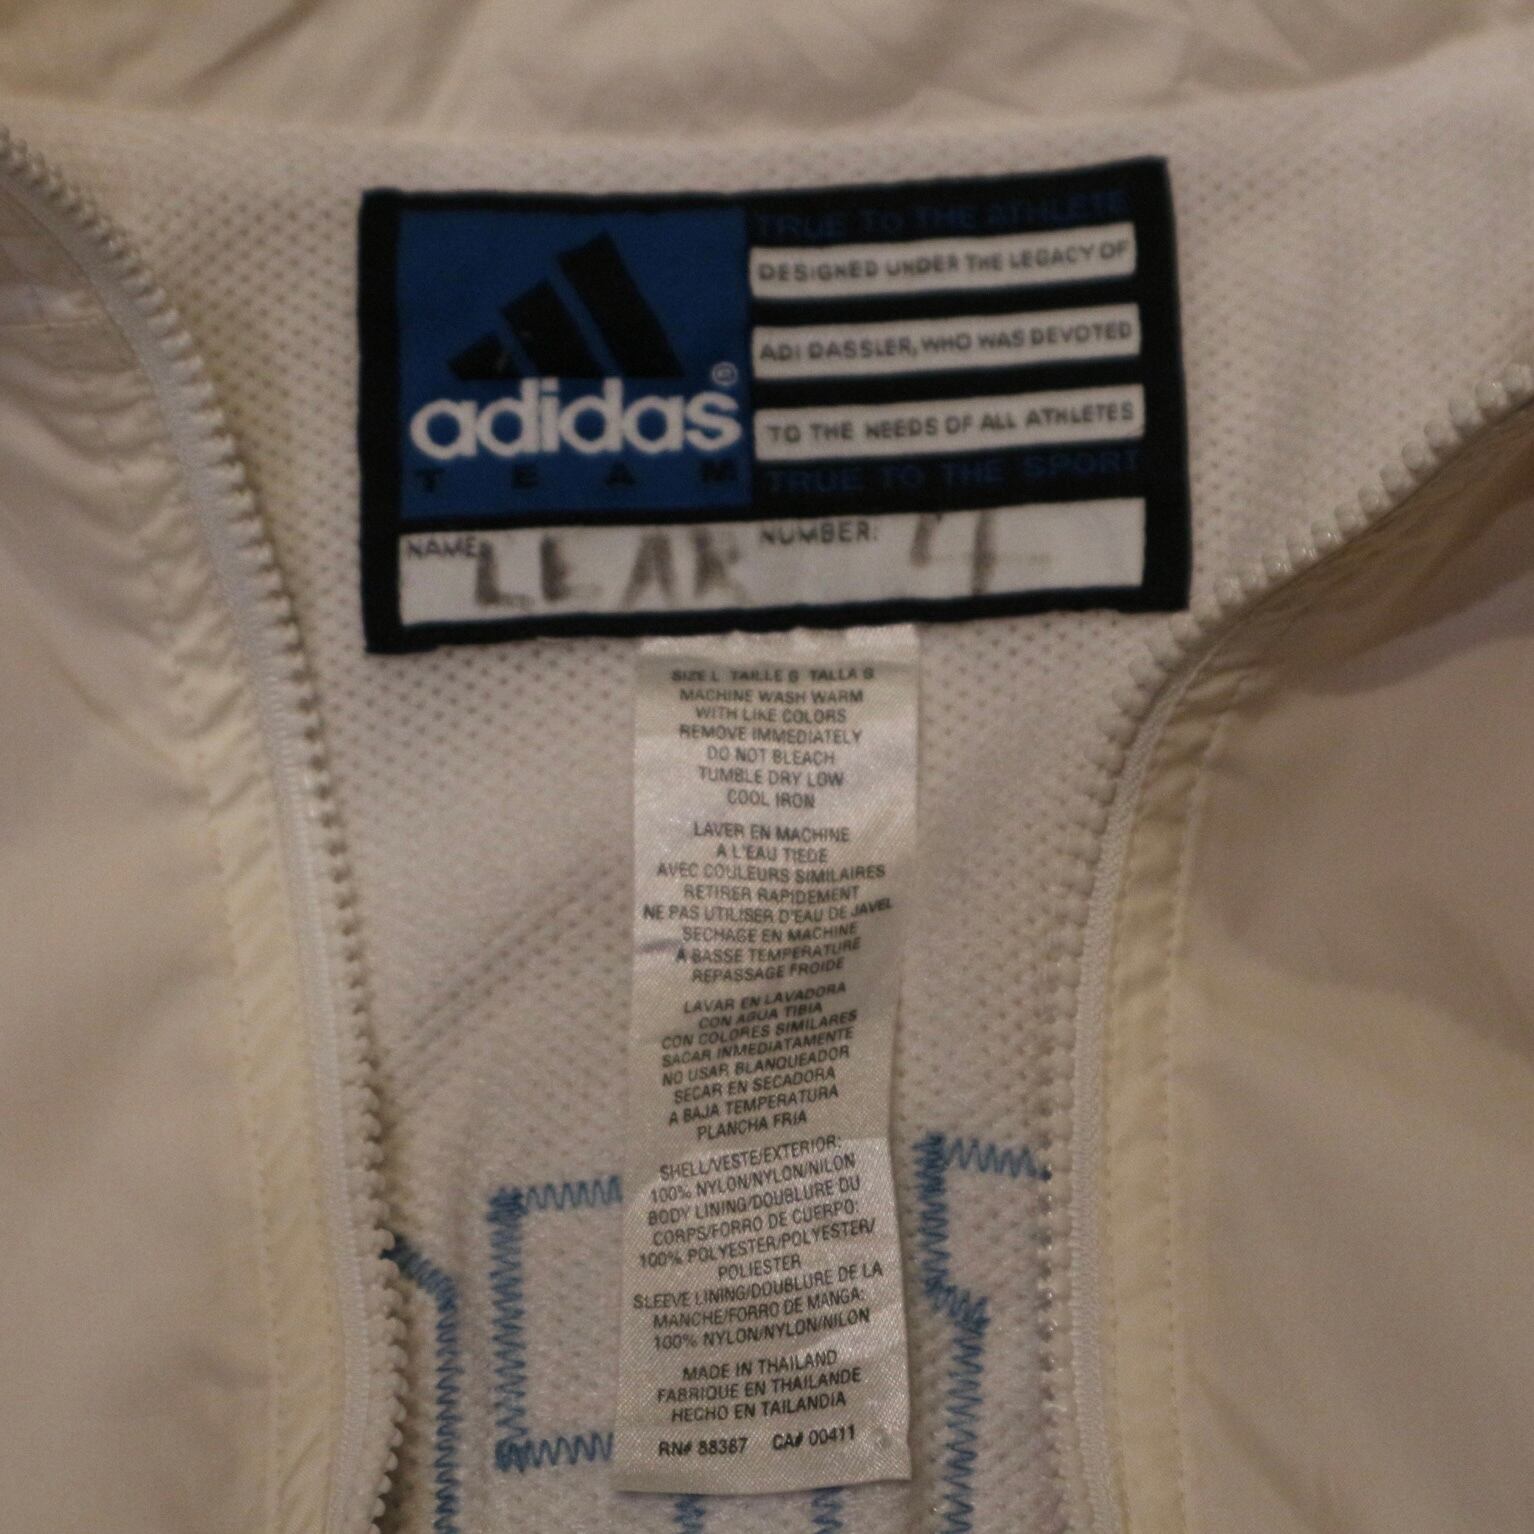 TRUE TO THE ATHLETE
DESIGNED UNDER THE LEGACY OF
ADI DASSLER, WHO WAS DEVOTED
TO THE NEEDS OF ALL ATHLETES
TRUE TO THE SPORT
adidas
TEAM
NAME: LEAR
NUMBER:
SIZE L TAILLE G TALLA G
MACHINE WASH WARM
WITH LIKE COLORS
REMOVE IMMEDIATELY
DO NOT BLEACH
TUMBLE DRY LOW
COOL IRON
LAVER EN MACHINE
A L'EAU TIEDE
AVEC COULEURS SIMILAIRES
RETIRER RAPIDEMENT
NE PAS UTILISER D'EAU DE JAVEL
SECHAGE EN MACHINE
A BASSE TEMPERATURE
REPASSAGE FROIDE
LAVAR EN LAVADORA
CON AGUA TIBIA
CON COLORES SIMILARES
SACAR INMEDIATAMENTE
NO USAR BLANQUEADOR
SECAR EN SECADORA
A BAJA TEMPERATURA
PLANCHA FRIA
SHELL/VESTE/EXTERIOR:
100% NYLON/NYLON/NILON
BODY LINING/DOUBLURE DU
CORPS/FORRO DE CUERPO:
100% POLYESTER/POLYESTER/
POLIESTER
SLEEVE LINING/DOUBLURE DE LA
MANCHE/FORRO DE MANGA:
100% NYLON/NYLON/NILON
MADE IN THAILAND
FABRIQUE EN THAILANDE
HECHO EN TAILANDIA
RN# 88387 CA# 00411